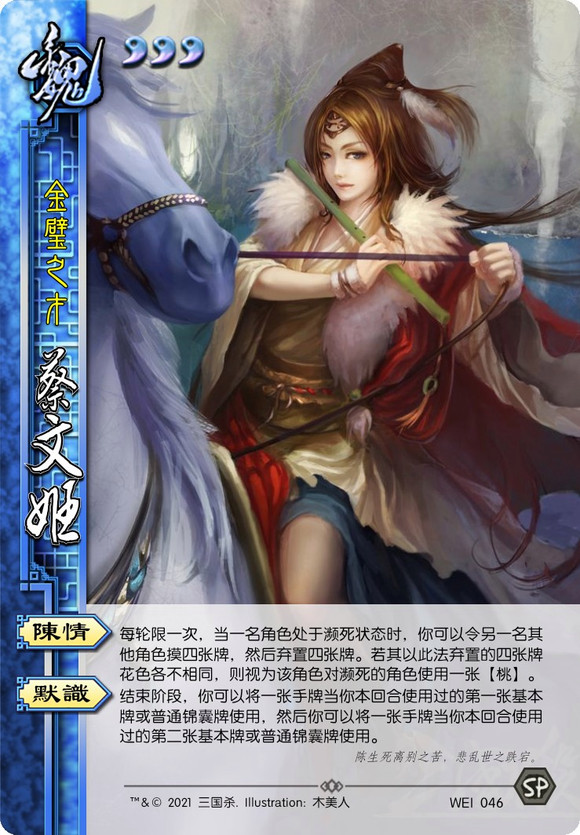 魏
金璧之才
蔡文姬
陳情
每轮限一次，当一名角色处于濒死状态时，你可以令另一名其
他角色摸四张牌，然后弃置四张牌。若其以此法弃置的四张牌
花色各不相同，则视为该角色对濒死的角色使用一张【桃】。
默識
结束阶段，你可以将一张手牌当你本回合使用过的第一张基本
牌或普通锦囊牌使用，然后你可以将一张手牌当你本回合使用
过的第二张基本牌或普通锦囊牌使用。
陈生死离别之苦，悲乱世之跌宕。
™&© 2021 三国杀. Illustration: 木美人
WEI 046
SP